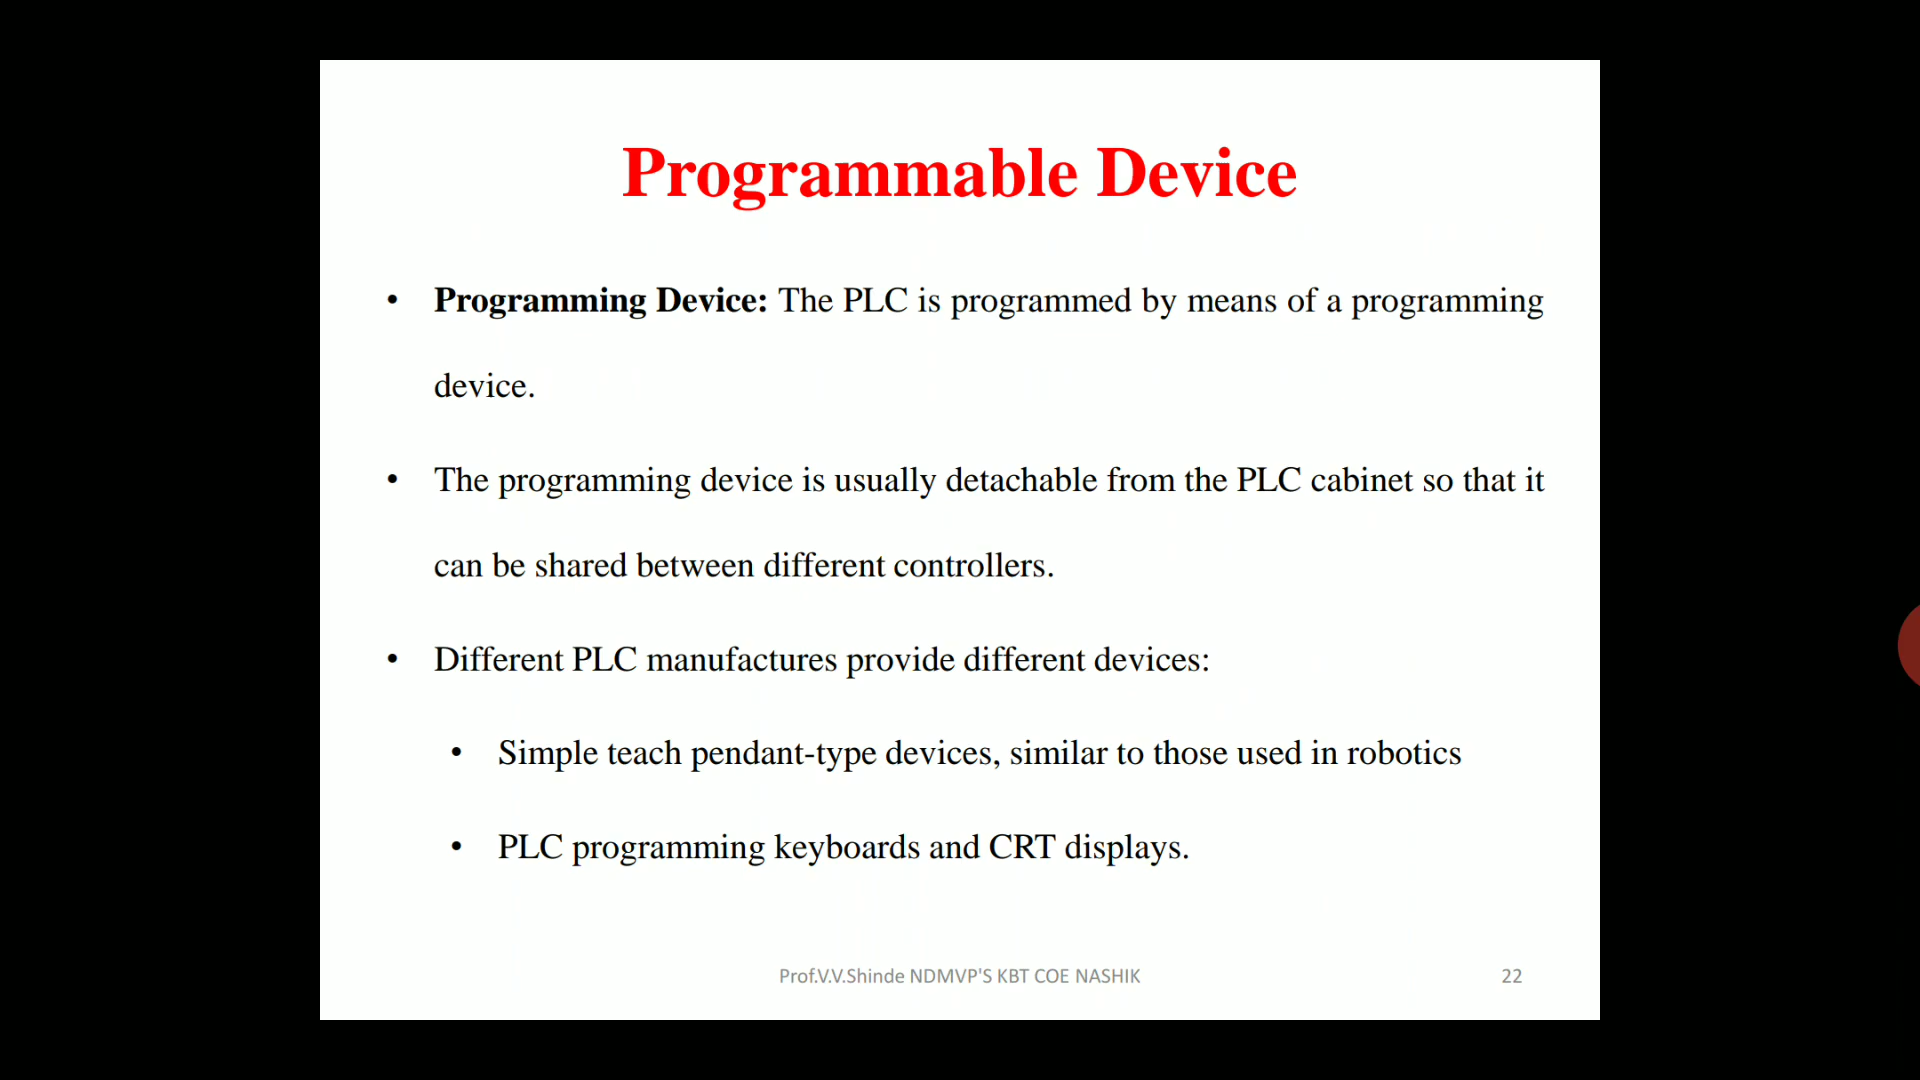 Programmable Device
• Programming Device: The PLC is programmed by means of a programming
device.
• The programming device is usually detachable from the PLC cabinet so that it
can be shared between different controllers.
• Different PLC manufactures provide different devices:
• Simple teach pendant-type devices, similar to those used in robotics
• PLC programming keyboards and CRT displays.
Prof.V.V.Shinde NDMVP'S KBT COE NASHIK
22